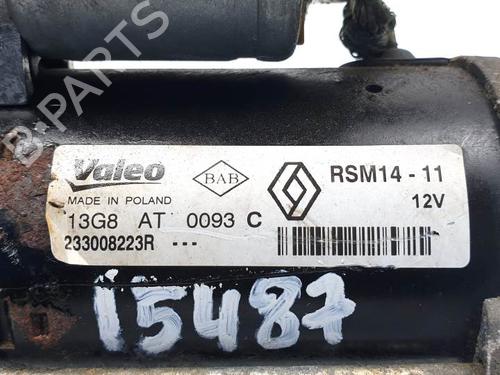 B-PARTS
Valeo
MADE IN POLAND
BAB
RSM14 - 11
12V
13G8 AT 0093 C
233008223R ---
15487